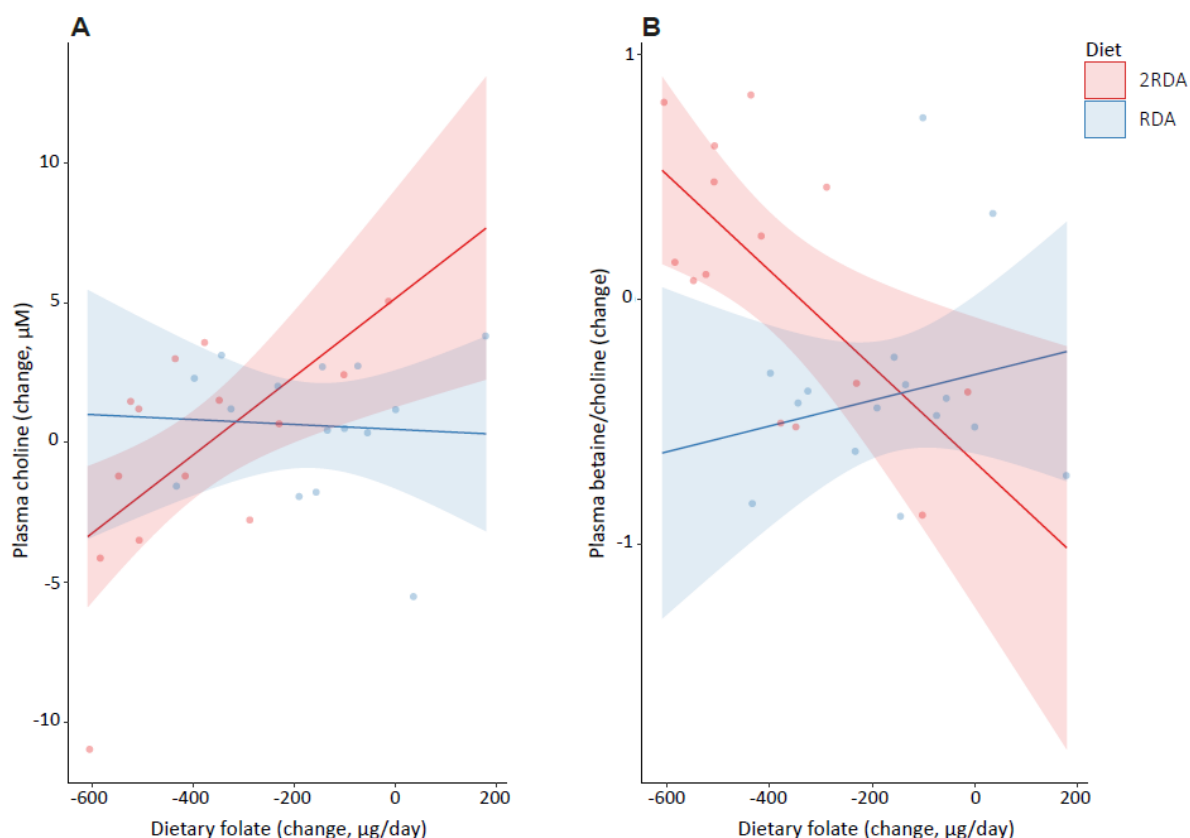 A
Plasma choline (change, µM)
10
5
0
-5
-10
-600 -400 -200 0 200
Dietary folate (change, µg/day)
B
Plasma betaine/choline (change)
1
0
-1
-600 -400 -200 0 200
Dietary folate (change, µg/day)
Diet
2RDA
RDA